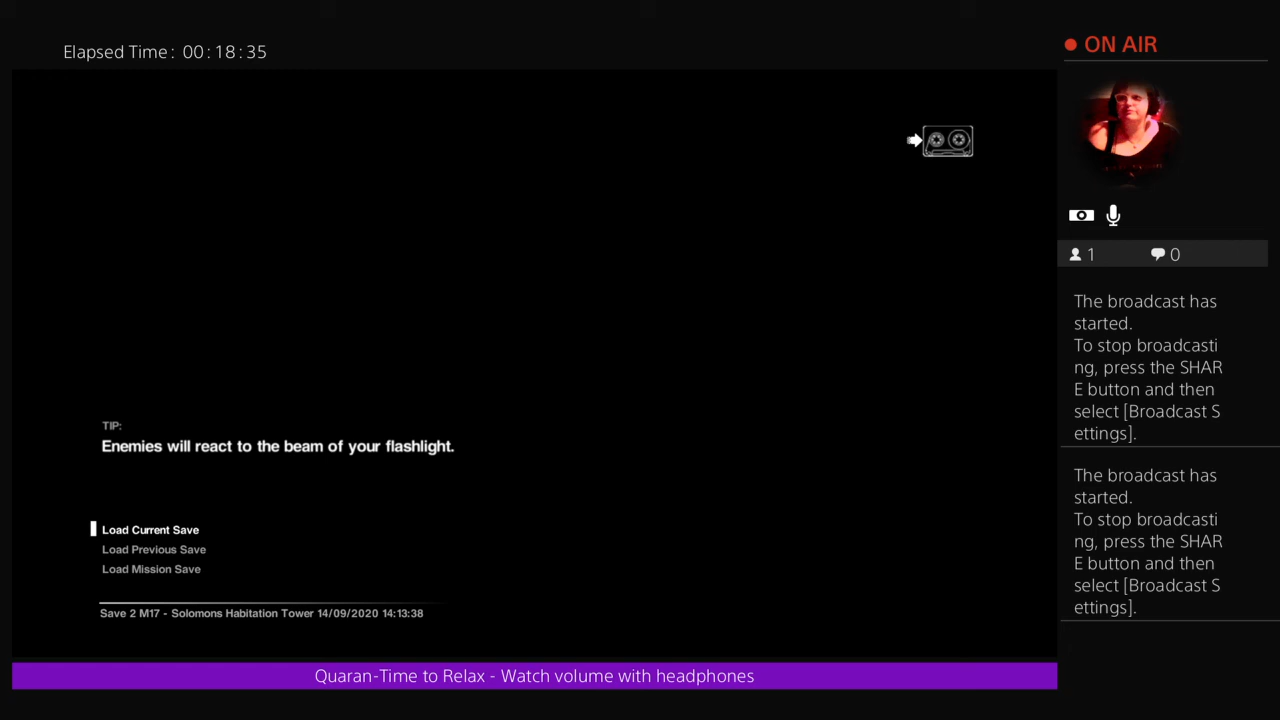 Elapsed Time: 00:18:35
ON AIR
1
0
The broadcast has
started.
To stop broadcasti
ng, press the SHAR
E button and then
select [Broadcast S
ettings].
The broadcast has
started.
To stop broadcasti
ng, press the SHAR
E button and then
select [Broadcast S
ettings].
TIP:
Enemies will react to the beam of your flashlight.
Load Current Save
Load Previous Save
Load Mission Save
Save 2 M17 - Solomons Habitation Tower 14/09/2020 14:13:38
Quaran-Time to Relax - Watch volume with headphones